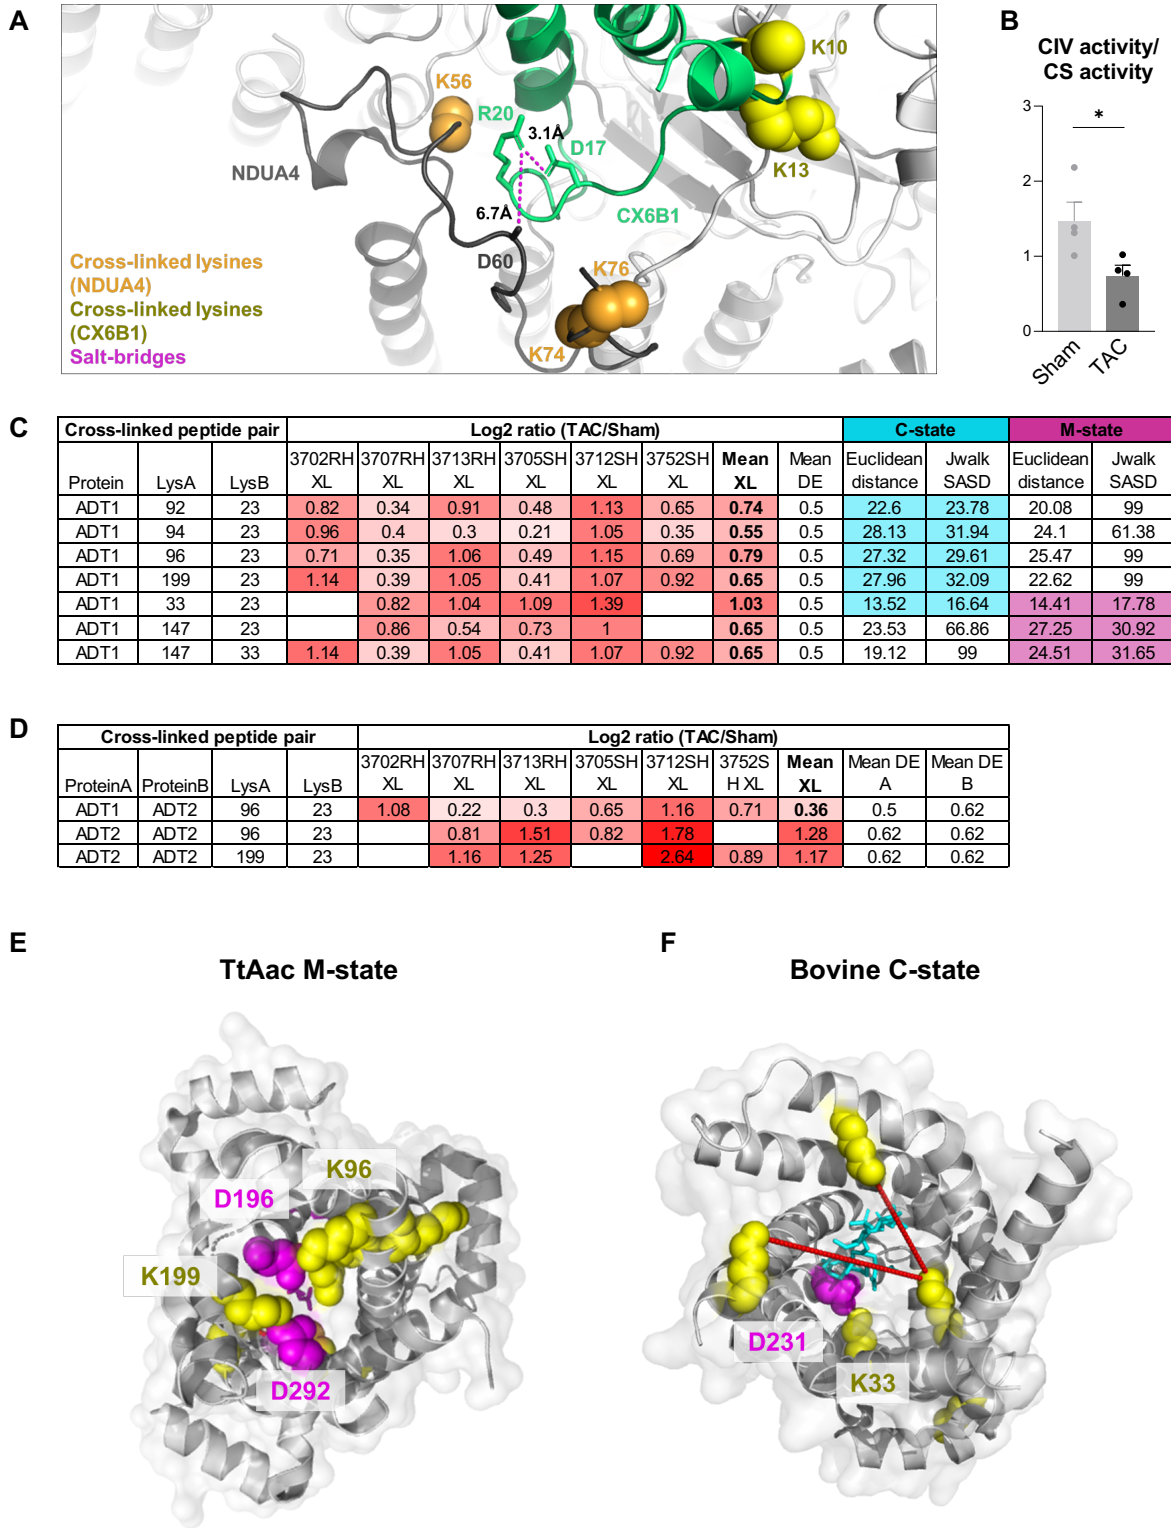 A
K56
R20
3.1Å
D17
K10
K13
NDUA4
CX6B1
6.7Å
D60
K76
K74
Cross-linked lysines
(NDUA4)
Cross-linked lysines
(CX6B1)
Salt-bridges
B
CIV activity/
CS activity
3
*
2
1
0
Sham
TAC
C
Cross-linked peptide pair Log2 ratio (TAC/Sham) C-state M-state
Protein LysA LysB 3702RH XL 3707RH XL 3713RH XL 3705SH XL 3712SH XL 3752SH XL Mean XL Mean DE Euclidean distance Jwalk SASD Euclidean distance Jwalk SASD
ADT1 92 23 0.82 0.34 0.91 0.48 1.13 0.65 0.74 0.5 22.6 23.78 20.08 99
ADT1 94 23 0.96 0.4 0.3 0.21 1.05 0.35 0.55 0.5 28.13 31.94 24.1 61.38
ADT1 96 23 0.71 0.35 1.06 0.49 1.15 0.69 0.79 0.5 27.32 29.61 25.47 99
ADT1 199 23 1.14 0.39 1.05 0.41 1.07 0.92 0.65 0.5 27.96 32.09 22.62 99
ADT1 33 23 0.82 1.04 1.09 1.39 1.03 0.5 13.52 16.64 14.41 17.78
ADT1 147 23 0.86 0.54 0.73 1 0.65 0.5 23.53 66.86 27.25 30.92
ADT1 147 33 1.14 0.39 1.05 0.41 1.07 0.92 0.65 0.5 19.12 99 24.51 31.65
D
Cross-linked peptide pair Log2 ratio (TAC/Sham)
ProteinA ProteinB LysA LysB 3702RH XL 3707RH XL 3713RH XL 3705SH XL 3712SH XL 3752S H XL Mean XL Mean DE A Mean DE B
ADT1 ADT2 96 23 1.08 0.22 0.3 0.65 1.16 0.71 0.36 0.5 0.62
ADT2 ADT2 96 23 0.81 1.51 0.82 1.78 1.28 0.62 0.62
ADT2 ADT2 199 23 1.16 1.25 2.64 0.89 1.17 0.62 0.62
E
TtAac M-state
K96
D196
K199
D292
F
Bovine C-state
D231
K33